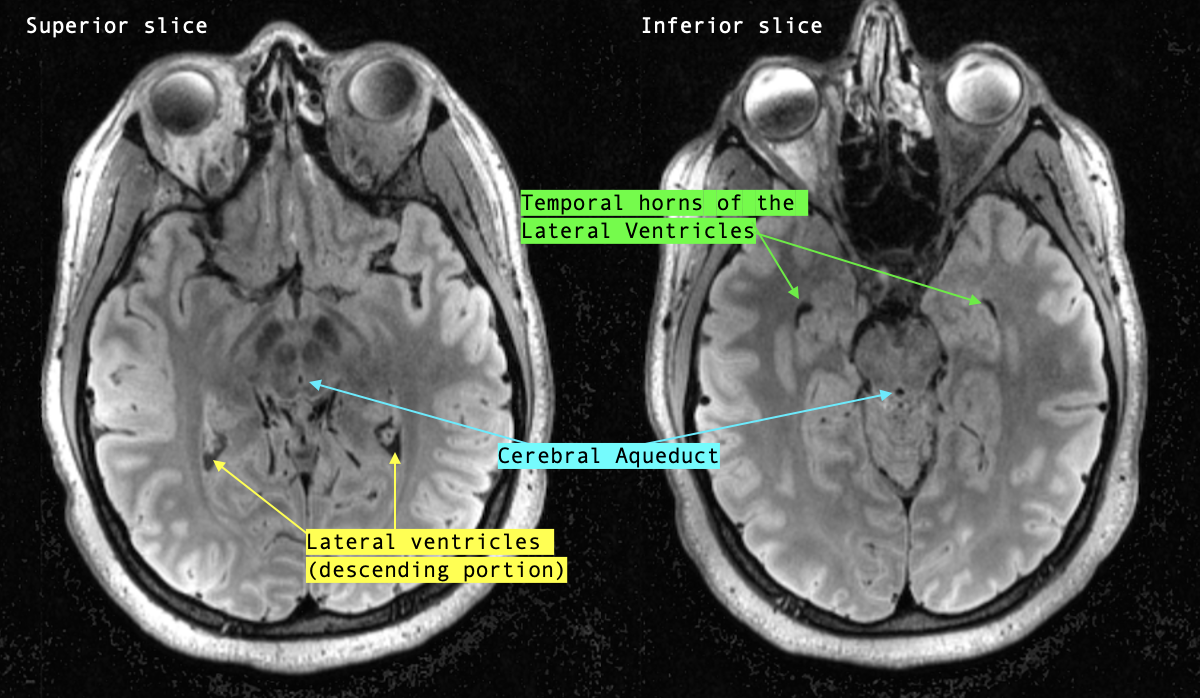 Superior slice
Inferior slice
Temporal horns of the
Lateral Ventricles
Cerebral Aqueduct
Lateral ventricles
(descending portion)